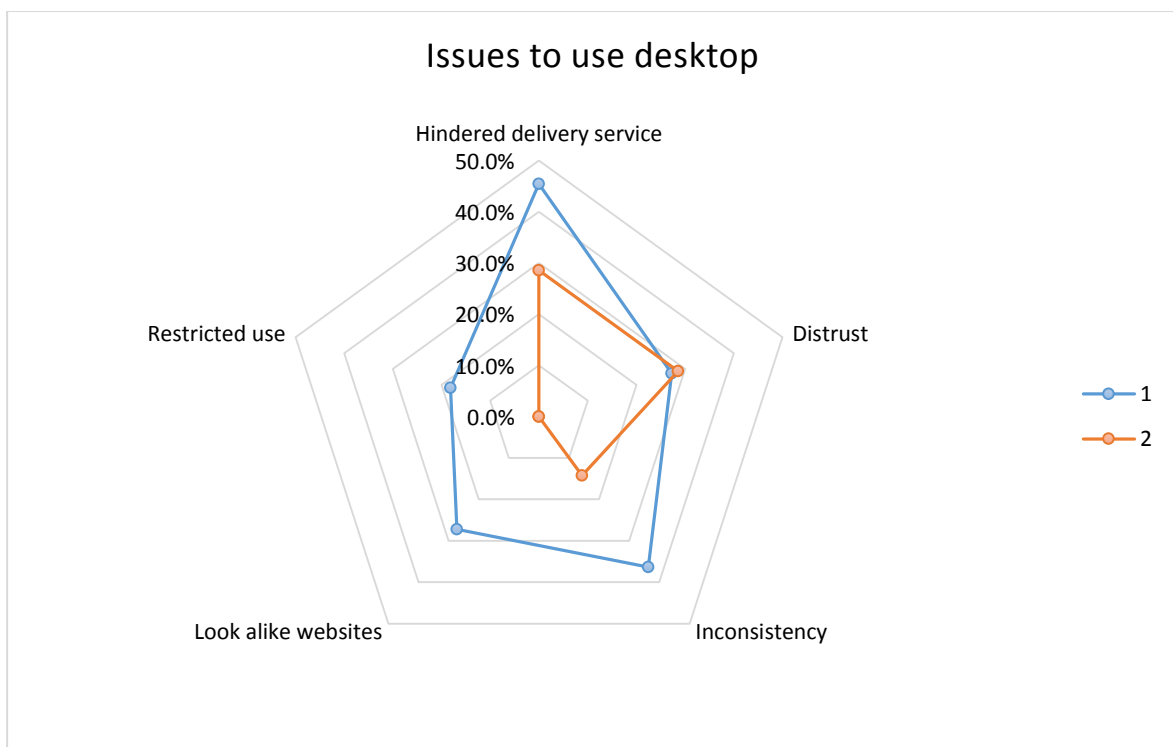 Issues to use desktop
Hindered delivery service
50.0%
40.0%
30.0%
20.0%
10.0%
0.0%
Restricted use
Distrust
1
2
Look alike websites
Inconsistency